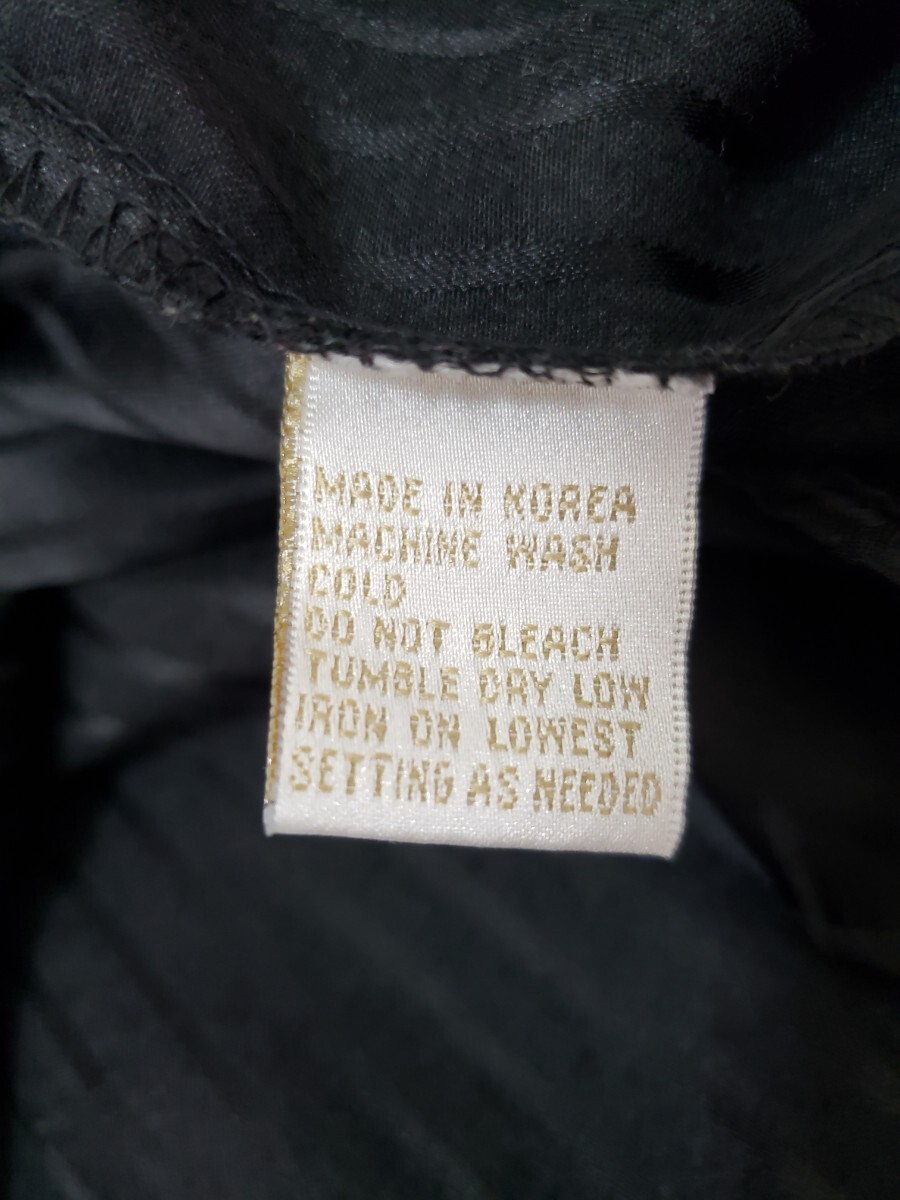 MADE IN KOREA
MACHINE WASH
COLD
DO NOT BLEACH
TUMBLE DRY LOW
IRON ON LOWEST
SETTING AS NEEDED